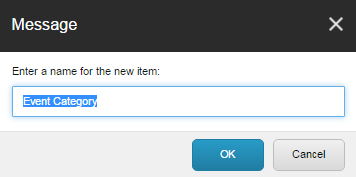 Message
Enter a name for the new item:
Event Category
OK
Cancel